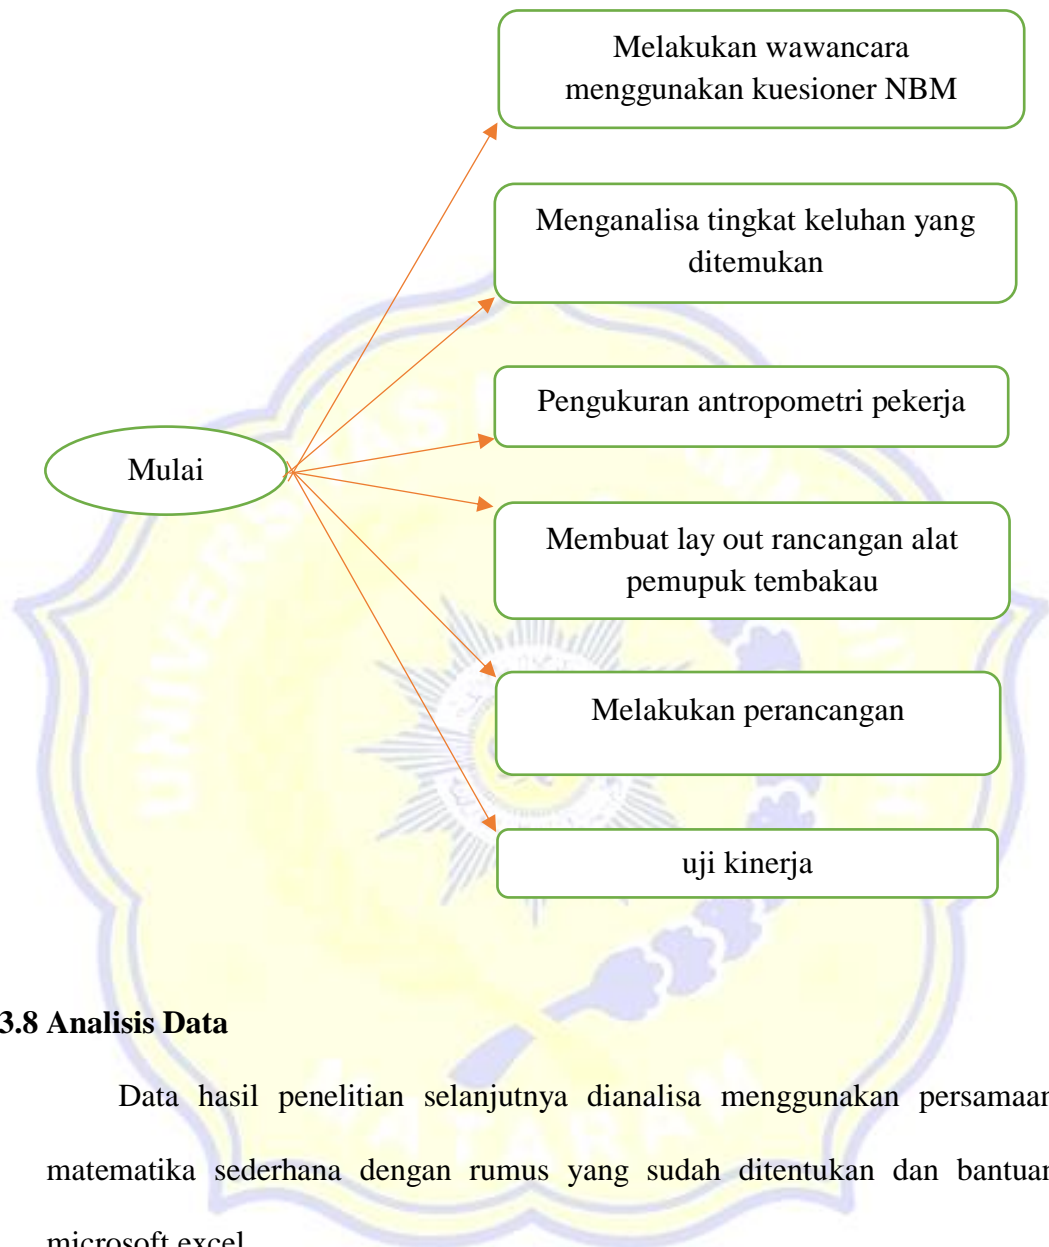 Melakukan wawancara
menggunakan kuesioner NBM
Menganalisa tingkat keluhan yang
ditemukan
Pengukuran antropometri pekerja
Mulai
Membuat lay out rancangan alat
pemupuk tembakau
Melakukan perancangan
uji kinerja
3.8 Analisis Data
Data hasil penelitian selanjutnya dianalisa menggunakan persamaan
matematika sederhana dengan rumus yang sudah ditentukan dan bantuan
microsoft excel